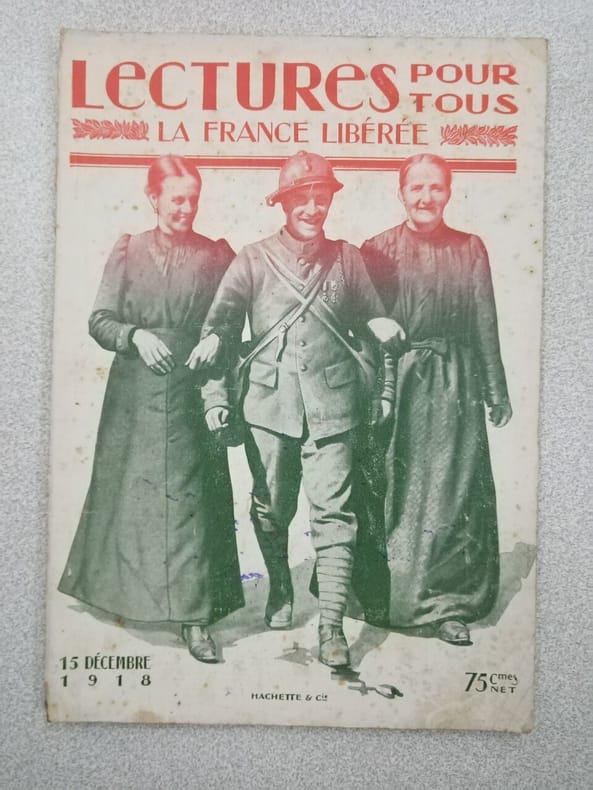 LECTURES POUR TOUS
LA FRANCE LIBÉRÉE
15 DÉCEMBRE
1918
HACHETTE & Cie
75 Cmes NET